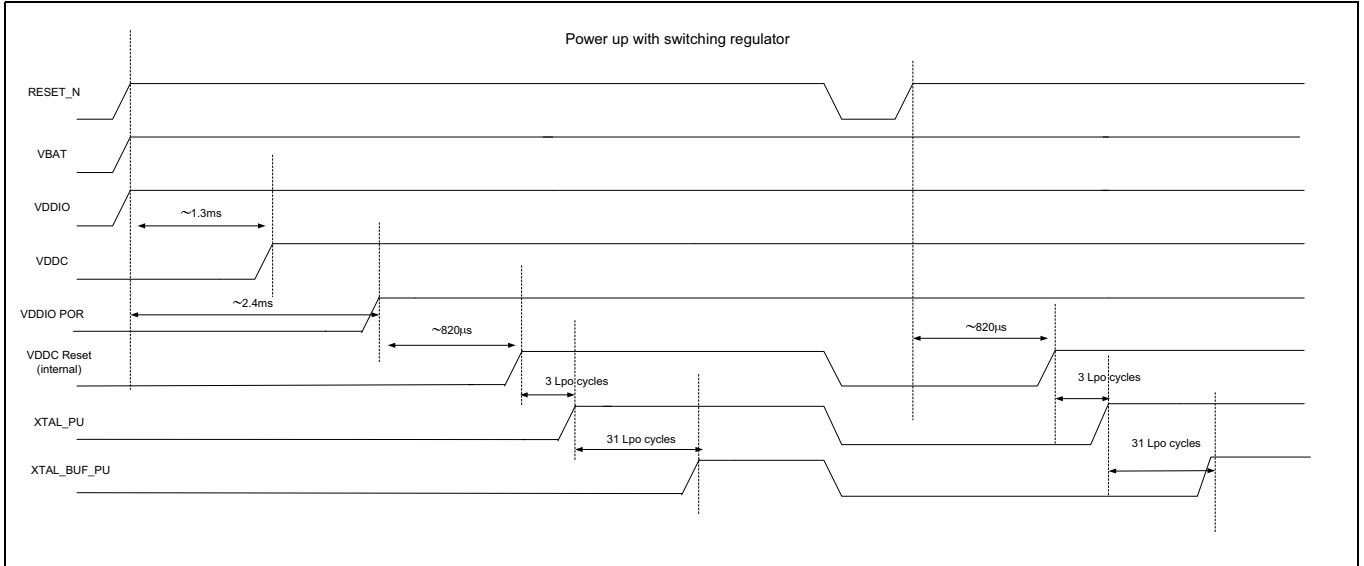 Power up with switching regulator
RESET_N
VBAT
VDDIO
~1.3ms
VDDC
~2.4ms
VDDIO POR
~820µs
~820µs
VDDC Reset
(internal)
3 Lpo cycles
3 Lpo cycles
XTAL_PU
31 Lpo cycles
31 Lpo cycles
XTAL_BUF_PU